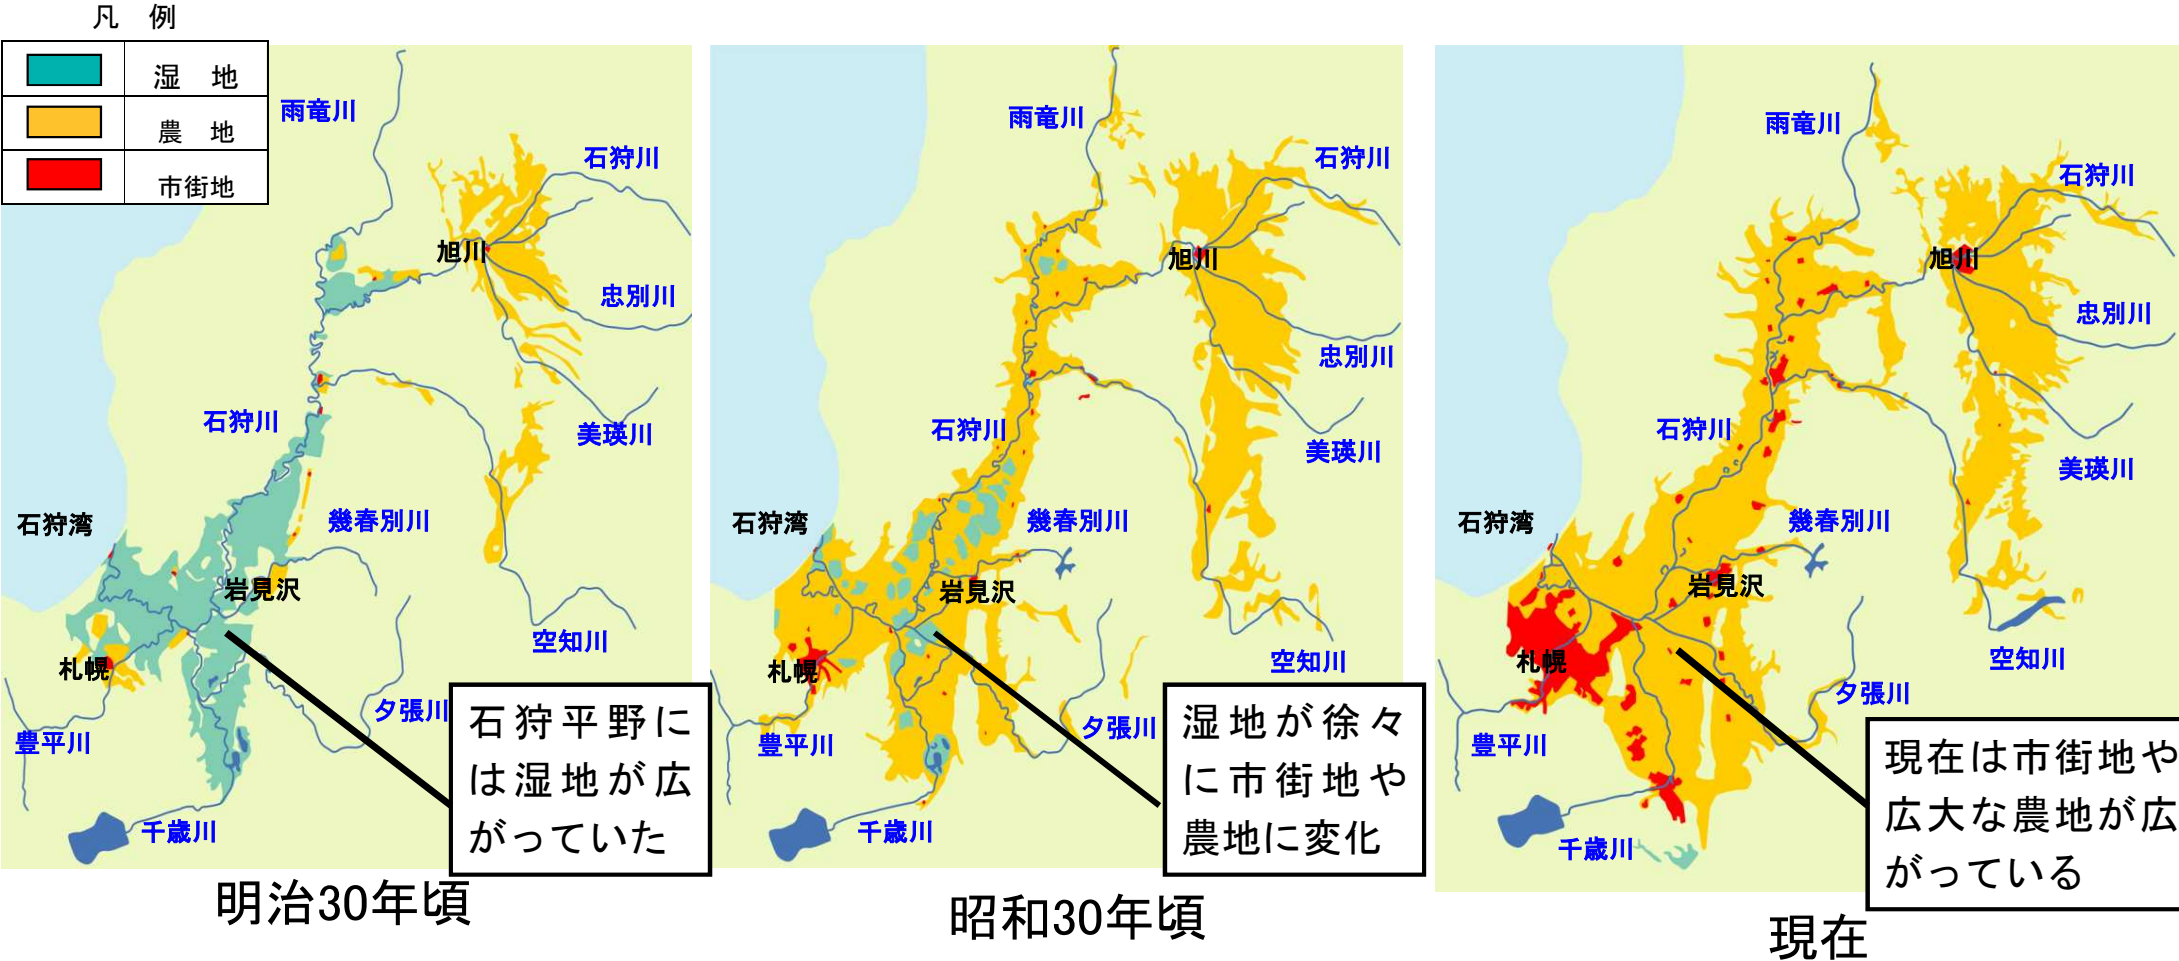 凡 例
湿 地
農 地
市街地
雨竜川
石狩川
旭川
忠別川
石狩川
美瑛川
石狩湾
幾春別川
岩見沢
空知川
札幌
夕張川
豊平川
千歳川
石狩平野に
は湿地が広
がっていた
明治30年頃
雨竜川
石狩川
旭川
忠別川
石狩川
美瑛川
石狩湾
幾春別川
岩見沢
空知川
札幌
夕張川
豊平川
千歳川
湿地が徐々
に市街地や
農地に変化
昭和30年頃
雨竜川
石狩川
旭川
忠別川
石狩川
美瑛川
石狩湾
幾春別川
岩見沢
空知川
札幌
夕張川
豊平川
千歳川
現在は市街地や
広大な農地が広
がっている
現在